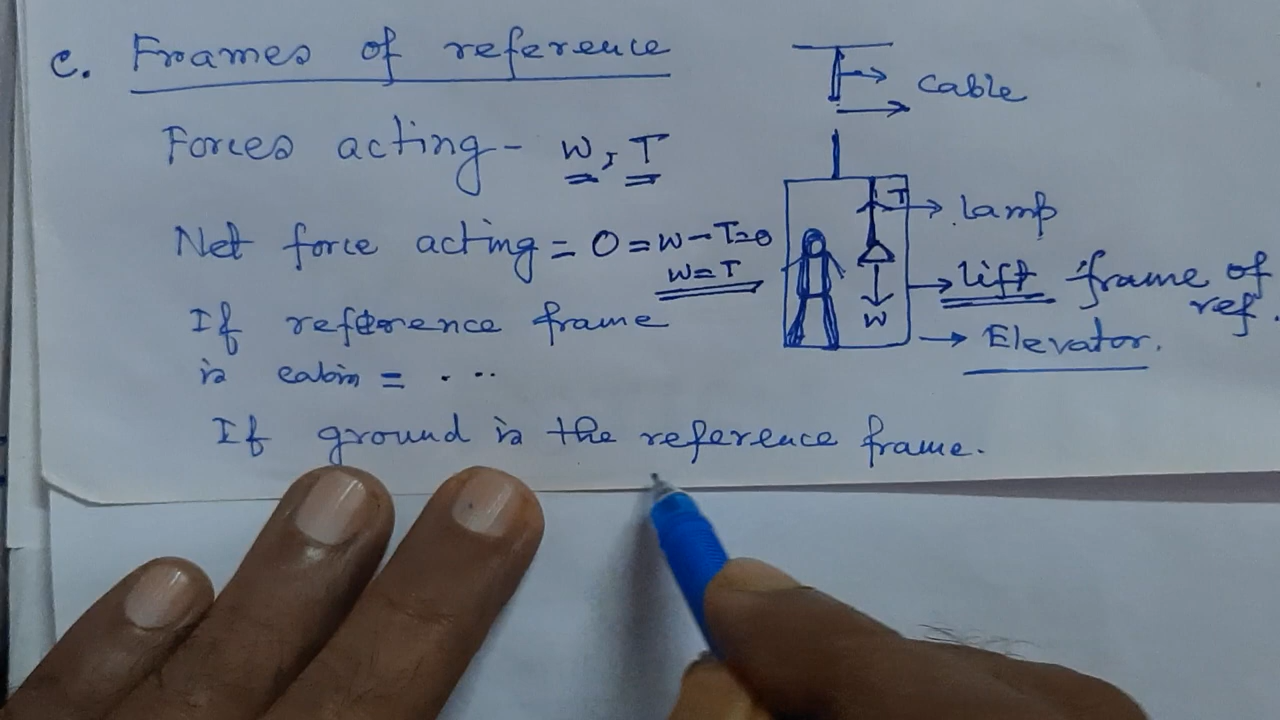 c. Frames of reference
Forces acting - W, T
Net force acting = 0 = W - T = 0
W = T
If reference frame
is cabin = . . .
If ground is the reference frame.
cable
T
lamp
lift frame of
ref.
W
Elevator.